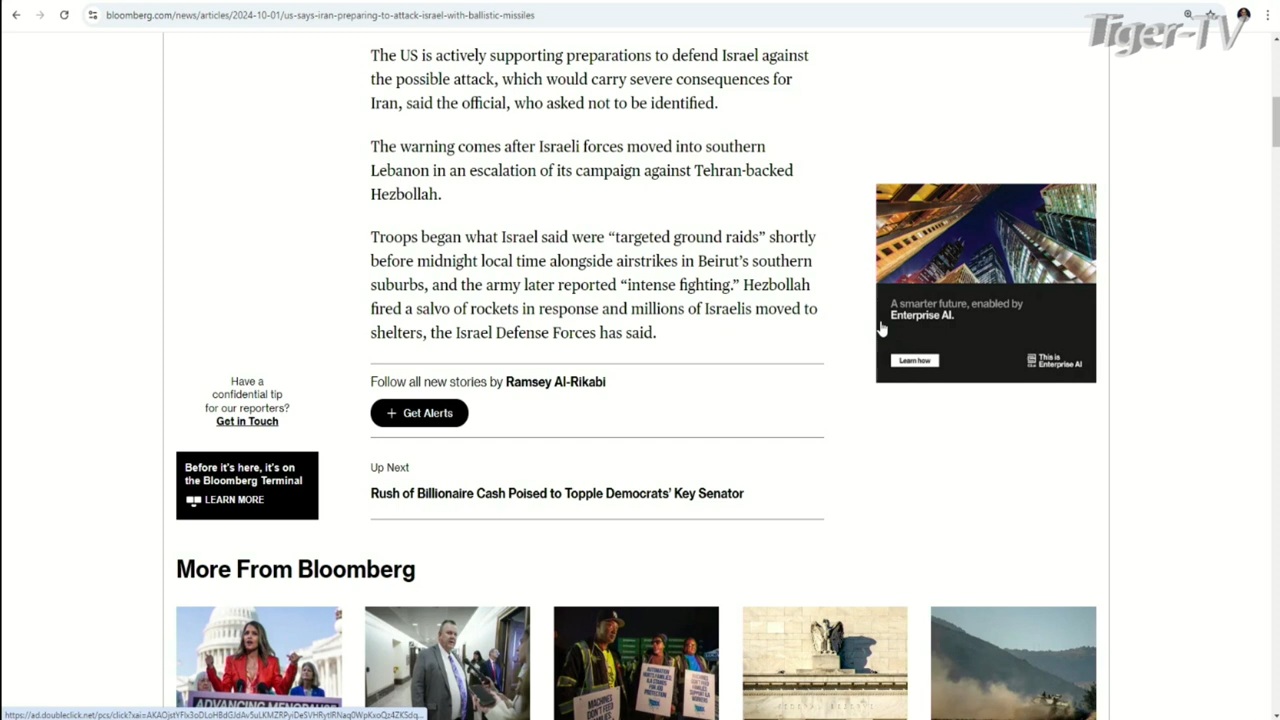 bloomberg.com/news/articles/2024-10-01/us-says-iran-preparing-to-attack-israel-with-ballistic-missiles
Tiger-TV
The US is actively supporting preparations to defend Israel against
the possible attack, which would carry severe consequences for
Iran, said the official, who asked not to be identified.
The warning comes after Israeli forces moved into southern
Lebanon in an escalation of its campaign against Tehran-backed
Hezbollah.
Troops began what Israel said were “targeted ground raids” shortly
before midnight local time alongside airstrikes in Beirut’s southern
suburbs, and the army later reported “intense fighting.” Hezbollah
fired a salvo of rockets in response and millions of Israelis moved to
shelters, the Israel Defense Forces has said.
A smarter future, enabled by
Enterprise AI.
Learn how
This is
Enterprise AI
Have a
confidential tip
for our reporters?
Get in Touch
Follow all new stories by Ramsey Al-Rikabi
+ Get Alerts
Before it's here, it's on
the Bloomberg Terminal
LEARN MORE
Up Next
Rush of Billionaire Cash Poised to Topple Democrats’ Key Senator
More From Bloomberg
ADVANCING MENOPAUSE
MACHINES
DON'T FEED
FAMILIES